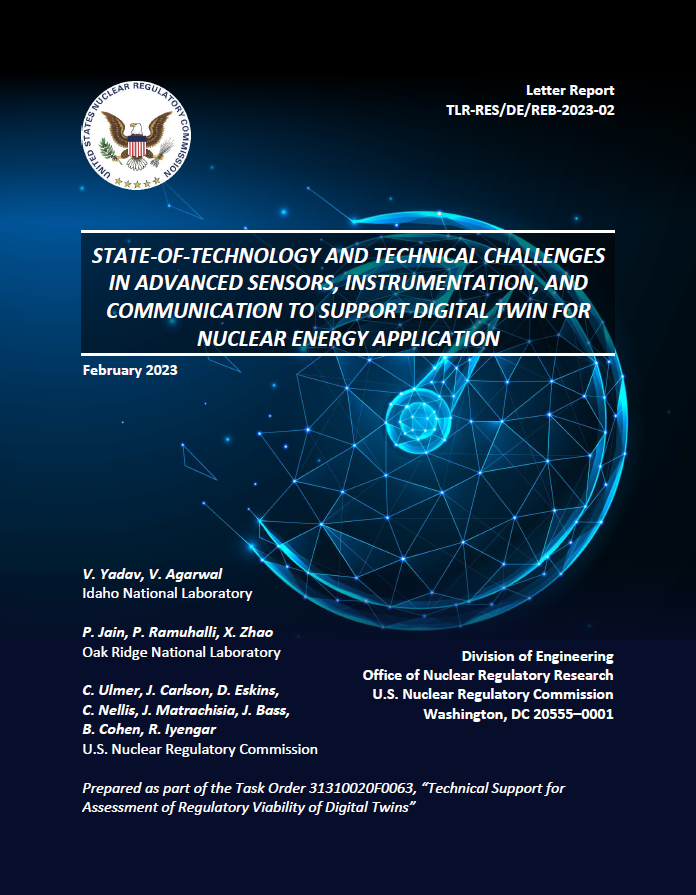 UNITED STATES NUCLEAR REGULATORY COMMISSION
Letter Report
TLR-RES/DE/REB-2023-02
STATE-OF-TECHNOLOGY AND TECHNICAL CHALLENGES
IN ADVANCED SENSORS, INSTRUMENTATION, AND
COMMUNICATION TO SUPPORT DIGITAL TWIN FOR
NUCLEAR ENERGY APPLICATION
February 2023
V. Yadav, V. Agarwal
Idaho National Laboratory
P. Jain, P. Ramuhalli, X. Zhao
Oak Ridge National Laboratory
C. Ulmer, J. Carlson, D. Eskins,
C. Nellis, J. Matrachisia, J. Bass,
B. Cohen, R. Iyengar
U.S. Nuclear Regulatory Commission
Division of Engineering
Office of Nuclear Regulatory Research
U.S. Nuclear Regulatory Commission
Washington, DC 20555–0001
Prepared as part of the Task Order 31310020F0063, “Technical Support for
Assessment of Regulatory Viability of Digital Twins”